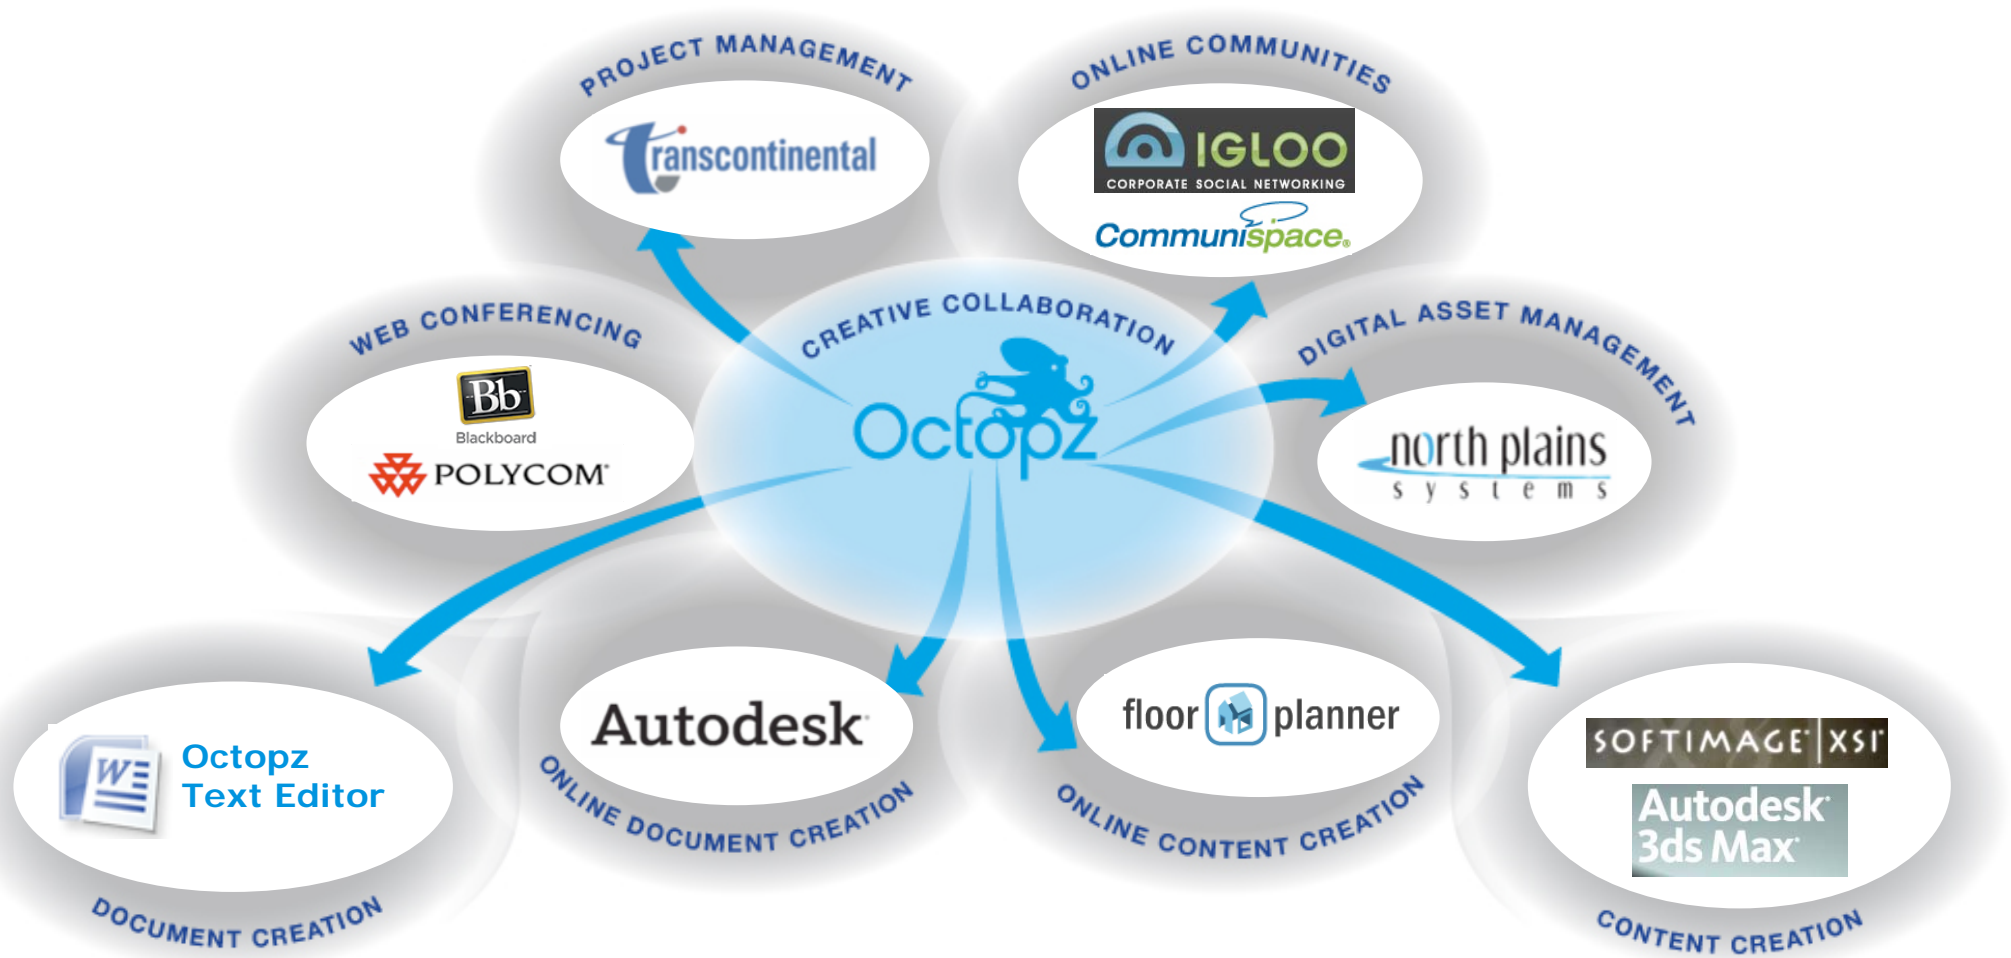 PROJECT MANAGEMENT
Transcontinental
ONLINE COMMUNITIES
IGLOO
CORPORATE SOCIAL NETWORKING
Communispace®
WEB CONFERENCING
Bb
Blackboard
POLYCOM®
CREATIVE COLLABORATION
Octopz
DIGITAL ASSET MANAGEMENT
north plains
systems
W
Octopz
Text Editor
DOCUMENT CREATION
Autodesk®
ONLINE DOCUMENT CREATION
floor planner
ONLINE CONTENT CREATION
SOFTIMAGE®|XSI®
Autodesk®
3ds Max®
CONTENT CREATION